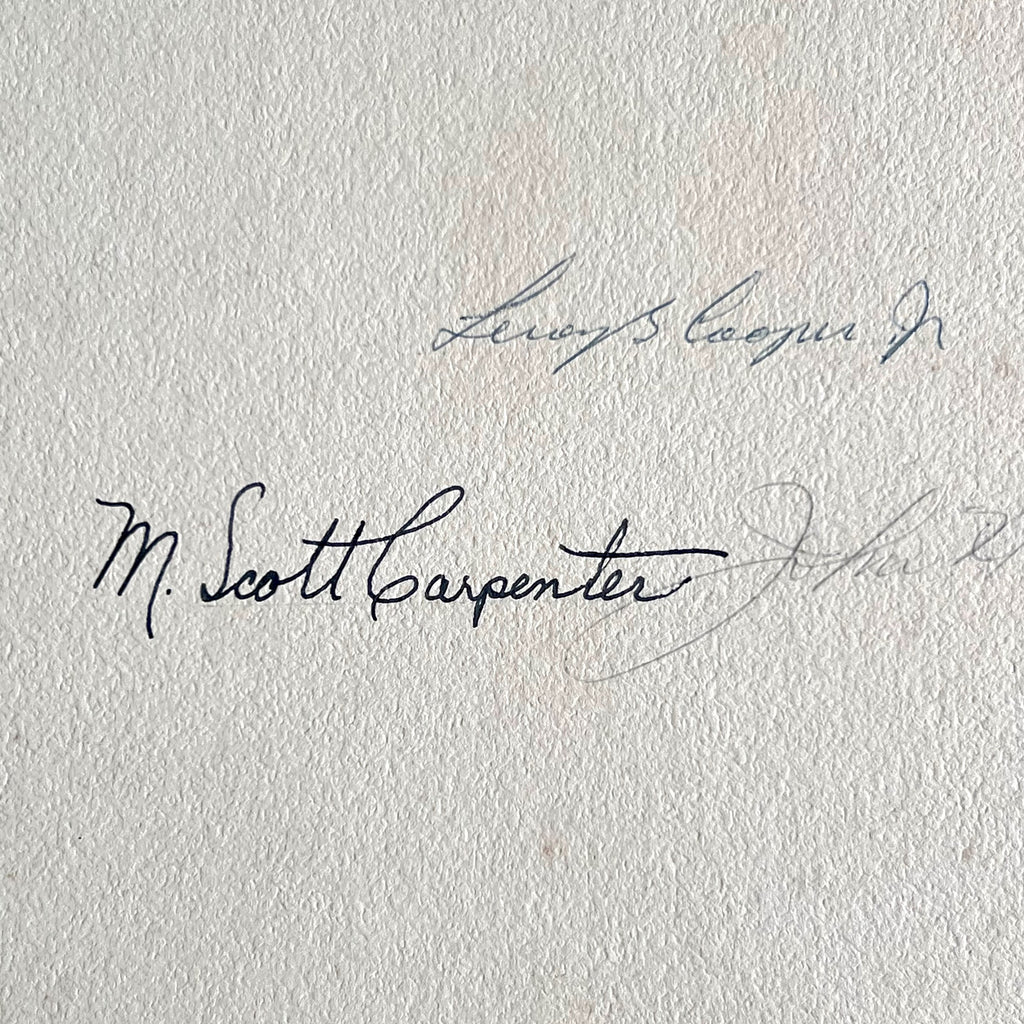 Leroy G Cooper Jr
M. Scott Carpenter